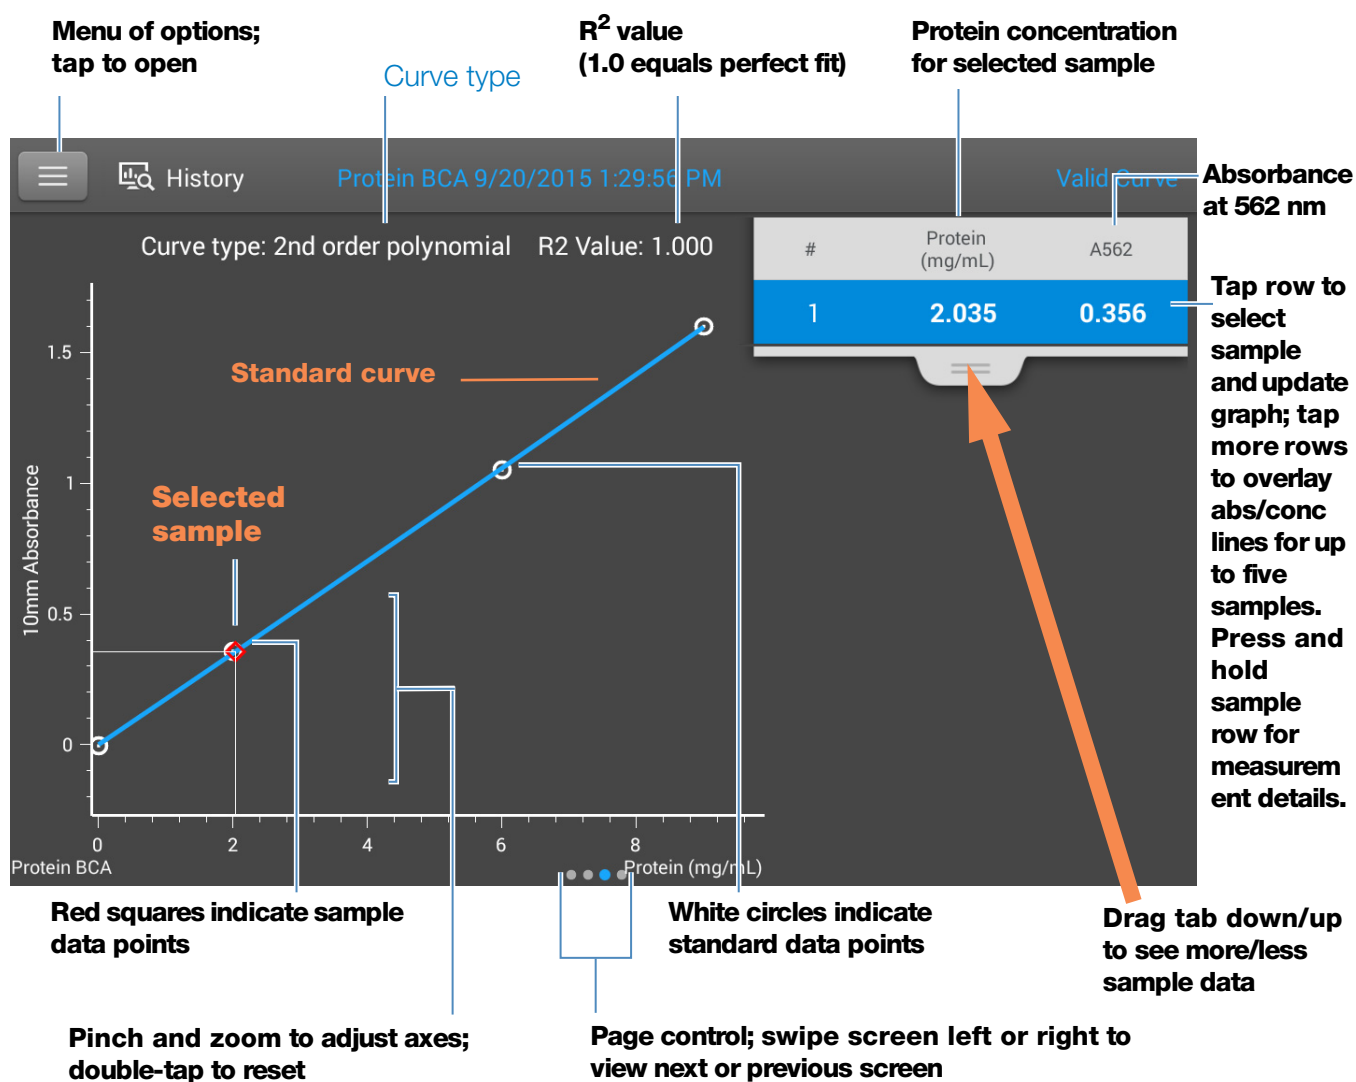 Menu of options;
tap to open
Curve type
R2 value
(1.0 equals perfect fit)
Protein concentration
for selected sample
History
Protein BCA 9/20/2015 1:29:56 PM
Valid Curve
Absorbance
at 562 nm
Curve type: 2nd order polynomial R2 Value: 1.000
# Protein (mg/mL) A562
1 2.035 0.356
Tap row to
select
sample
and update
graph; tap
more rows
to overlay
abs/conc
lines for up
to five
samples.
Press and
hold
sample
row for
measurem
ent details.
Standard curve
Selected
sample
10mm Absorbance
1.5
1
0.5
0
0 2 4 6 8
Protein BCA
Protein (mg/mL)
Red squares indicate sample
data points
White circles indicate
standard data points
Drag tab down/up
to see more/less
sample data
Pinch and zoom to adjust axes;
double-tap to reset
Page control; swipe screen left or right to
view next or previous screen